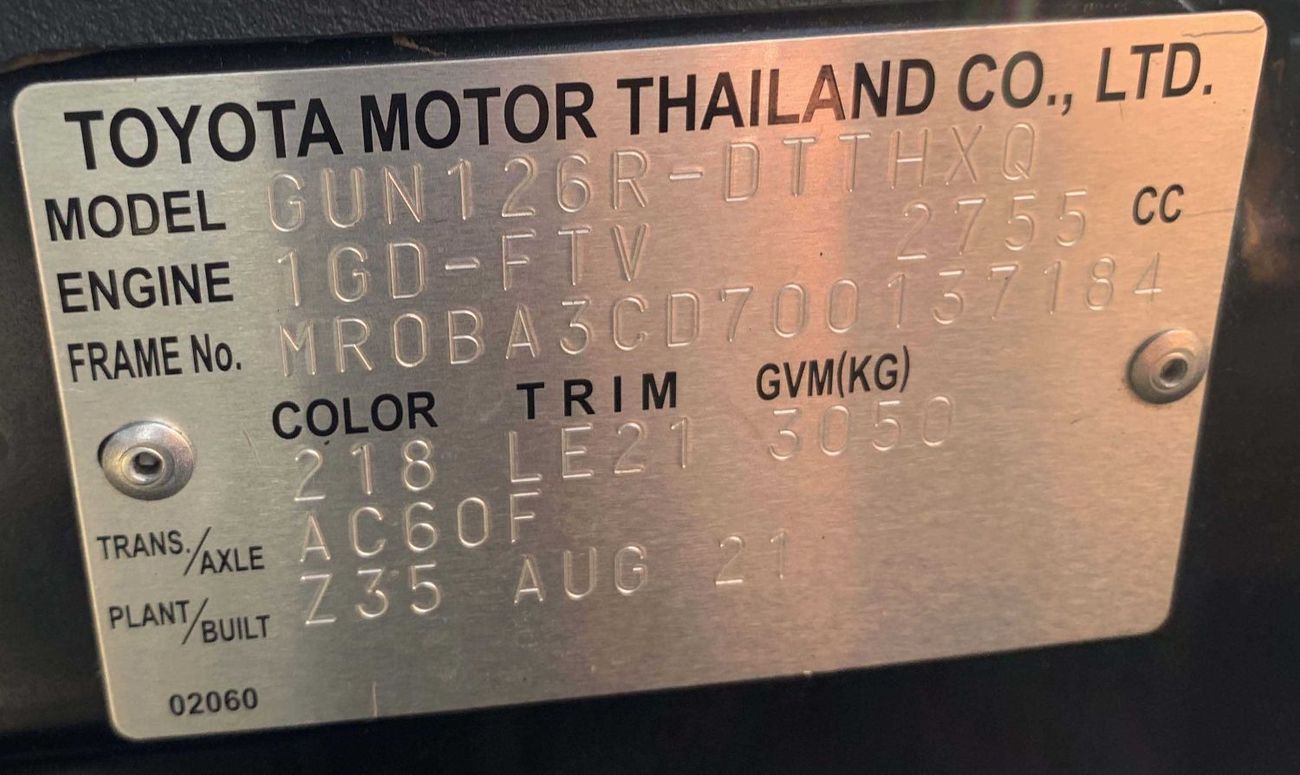 TOYOTA MOTOR THAILAND CO., LTD.
MODEL GUN126R-DTTHXQ
ENGINE 1GD-FTV 2755 CC
FRAME No. MR0BA3CD700137184
COLOR TRIM GVM(KG)
218 LE21 3050
TRANS./AXLE AC60F
PLANT/BUILT Z35 AUG 21
02060